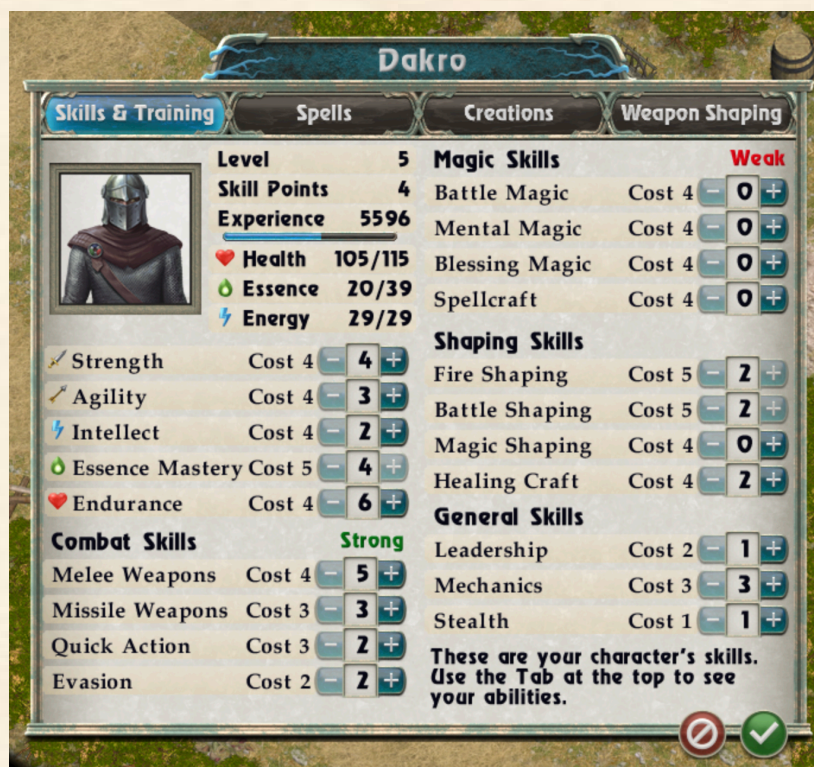 Dakro
Skills & Training
Spells
Creations
Weapon Shaping
Level 5
Skill Points 4
Experience 5596
Health 105/115
Essence 20/39
Energy 29/29
Strength Cost 4 - 4 +
Agility Cost 4 - 3 +
Intellect Cost 4 - 2 +
Essence Mastery Cost 5 - 4 +
Endurance Cost 4 - 6 +
Combat Skills Strong
Melee Weapons Cost 4 - 5 +
Missile Weapons Cost 3 - 3 +
Quick Action Cost 3 - 2 +
Evasion Cost 2 - 2 +
Magic Skills Weak
Battle Magic Cost 4 - 0 +
Mental Magic Cost 4 - 0 +
Blessing Magic Cost 4 - 0 +
Spellcraft Cost 4 - 0 +
Shaping Skills
Fire Shaping Cost 5 - 2 +
Battle Shaping Cost 5 - 2 +
Magic Shaping Cost 4 - 0 +
Healing Craft Cost 4 - 2 +
General Skills
Leadership Cost 2 - 1 +
Mechanics Cost 3 - 3 +
Stealth Cost 1 - 1 +
These are your character's skills.
Use the Tab at the top to see
your abilities.